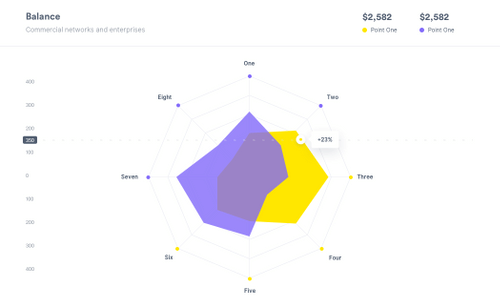 Balance
$2,582
$2,582
Commercial networks and enterprises
Point One
Point One
One
400
Eight
Two
300
200
350
+23%
100
0
Seven
Three
100
200
300
Six
Four
400
Five